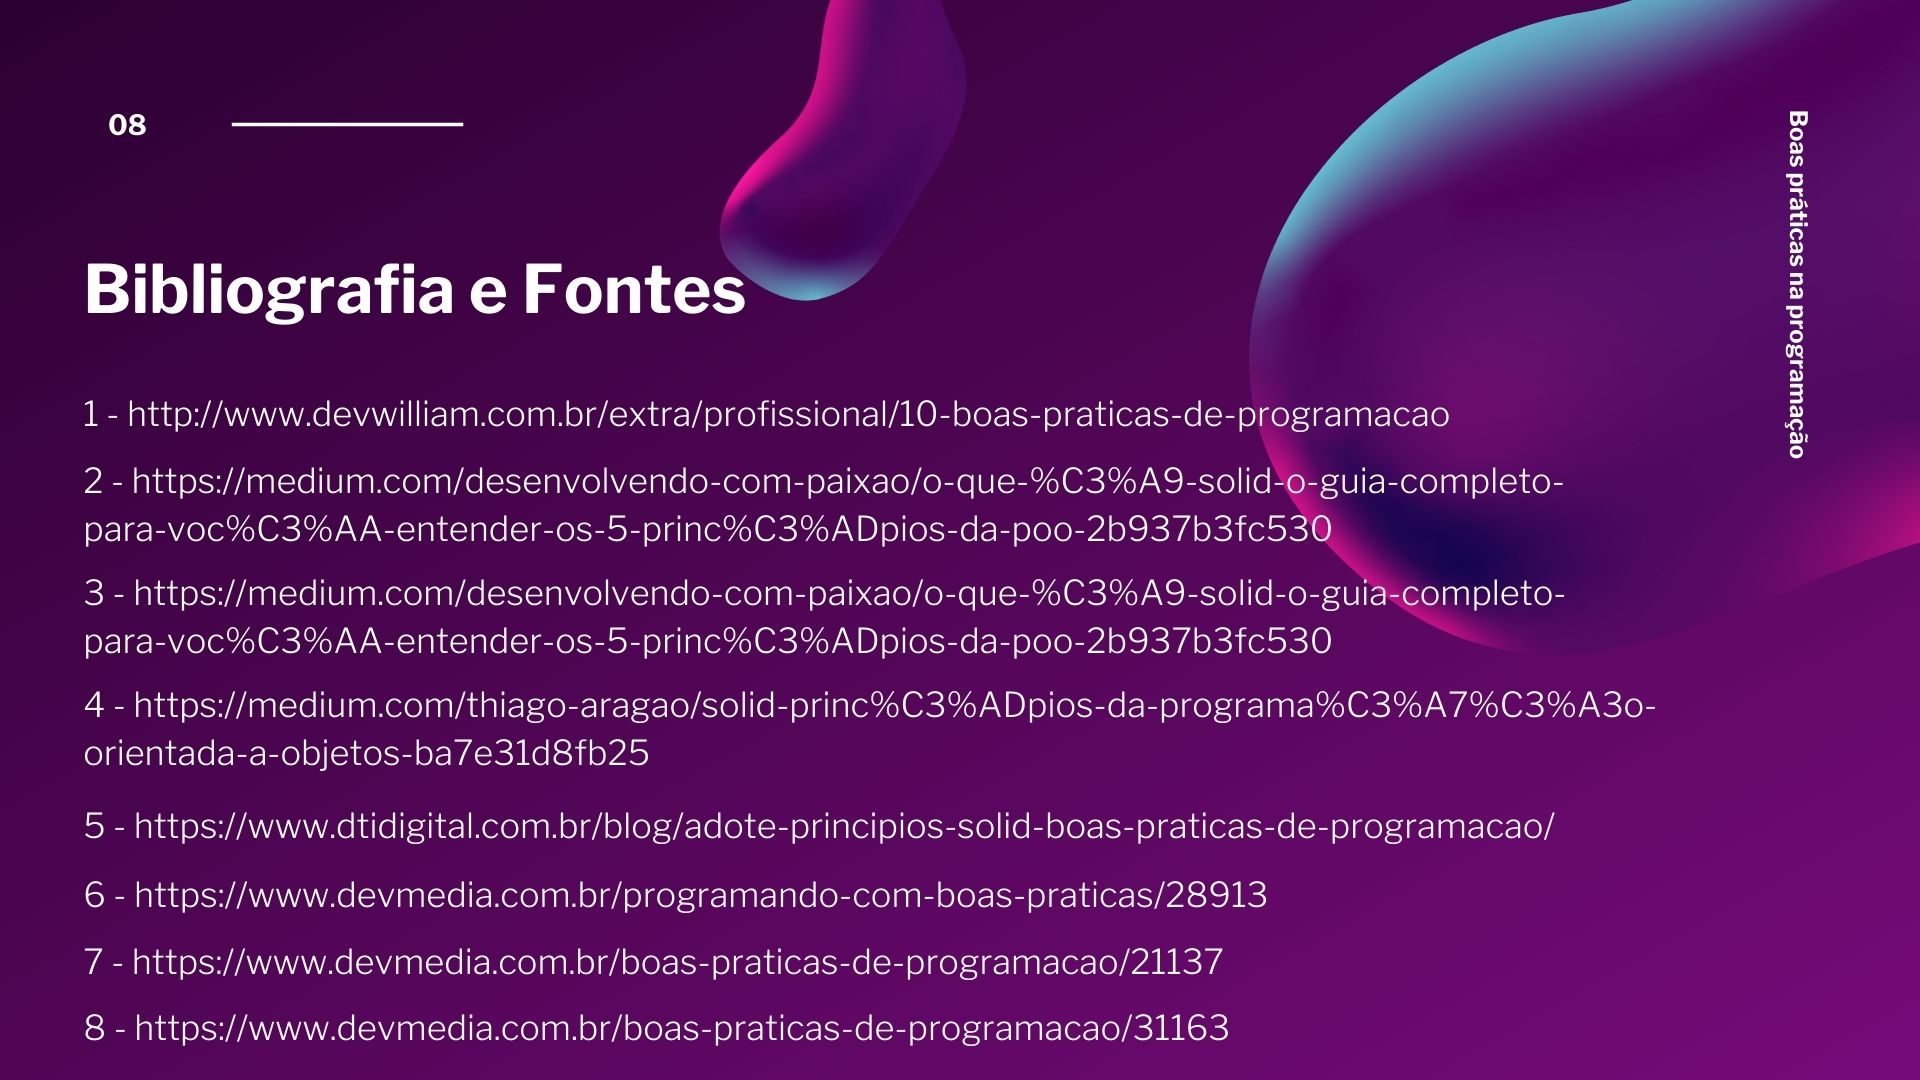 08
Boas práticas na programação
Bibliografia e Fontes
1 - http://www.devwilliam.com.br/extra/profissional/10-boas-praticas-de-programacao
2 - https://medium.com/desenvolvendo-com-paixao/o-que-%C3%A9-solid-o-guia-completo-
para-voc%C3%AA-entender-os-5-princ%C3%ADpios-da-poo-2b937b3fc530
3 - https://medium.com/desenvolvendo-com-paixao/o-que-%C3%A9-solid-o-guia-completo-
para-voc%C3%AA-entender-os-5-princ%C3%ADpios-da-poo-2b937b3fc530
4 - https://medium.com/thiago-aragao/solid-princ%C3%ADpios-da-programa%C3%A7%C3%A3o-
orientada-a-objetos-ba7e31d8fb25
5 - https://www.dtidigital.com.br/blog/adote-principios-solid-boas-praticas-de-programacao/
6 - https://www.devmedia.com.br/programando-com-boas-praticas/28913
7 - https://www.devmedia.com.br/boas-praticas-de-programacao/21137
8 - https://www.devmedia.com.br/boas-praticas-de-programacao/31163